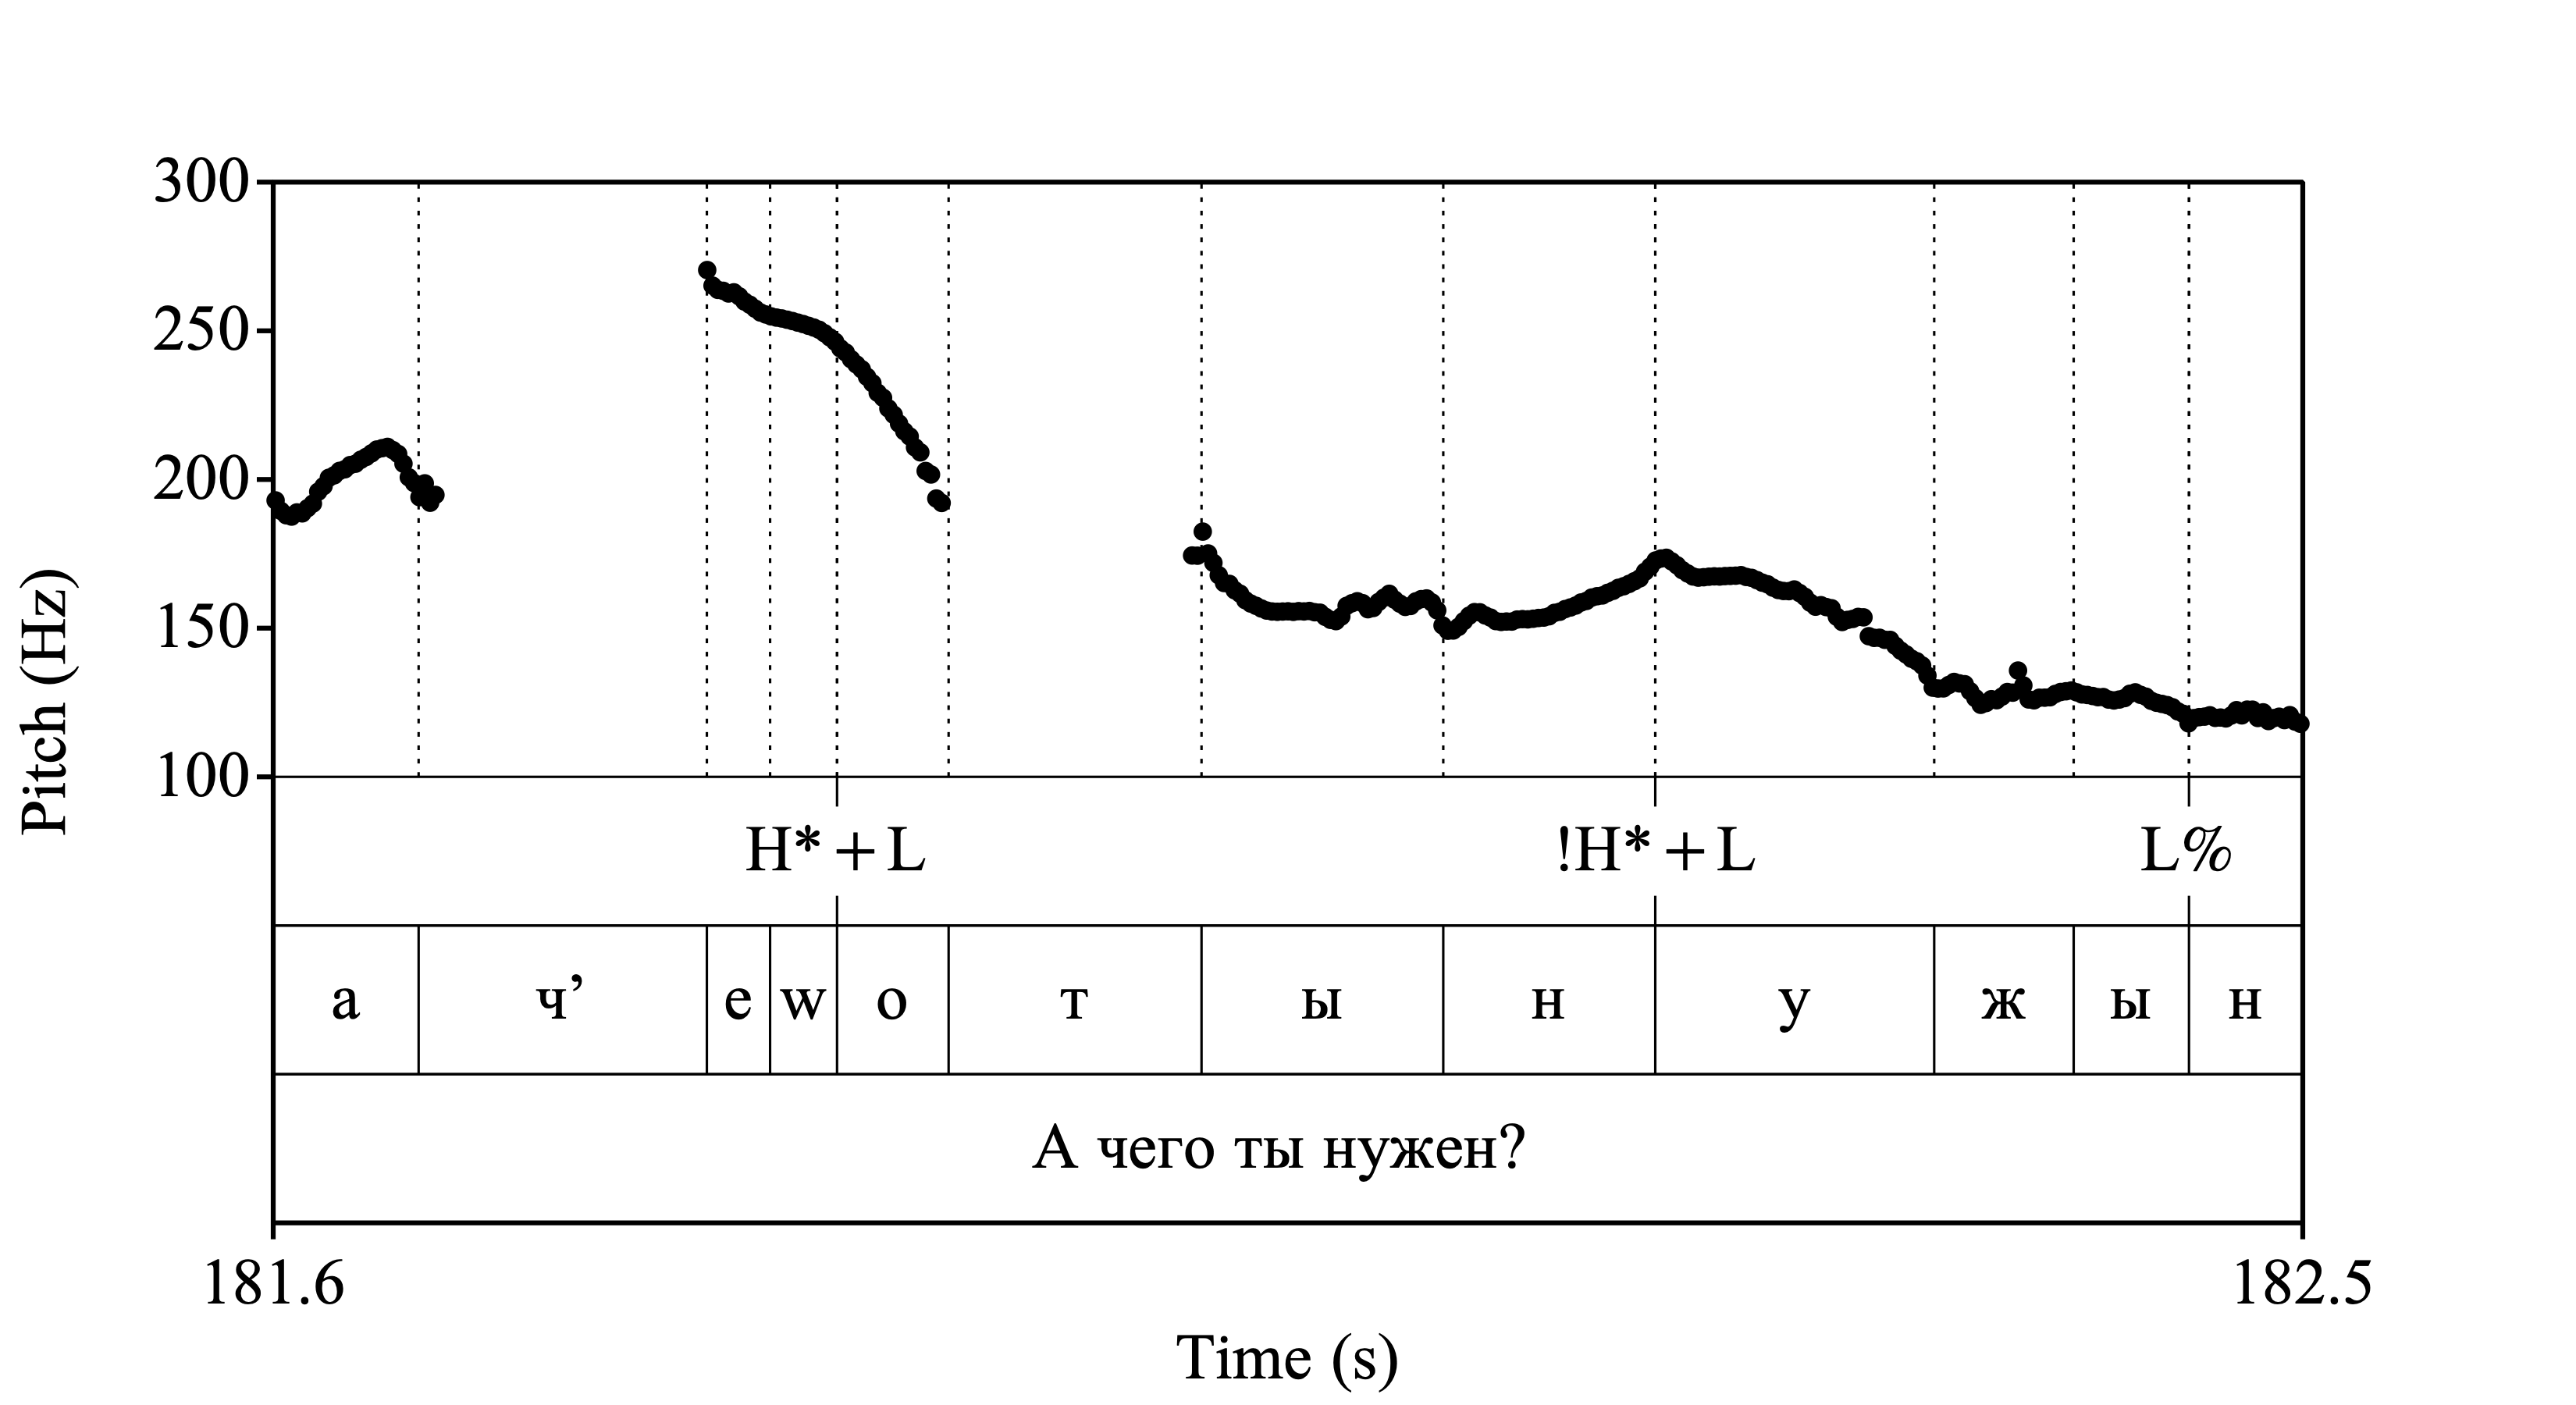 300
250
200
150
100
Pitch (Hz)
H*+L !H*+L L%
а ч’ е w о т ы н у ж ы н
А чего ты нужен?
181.6 182.5
Time (s)